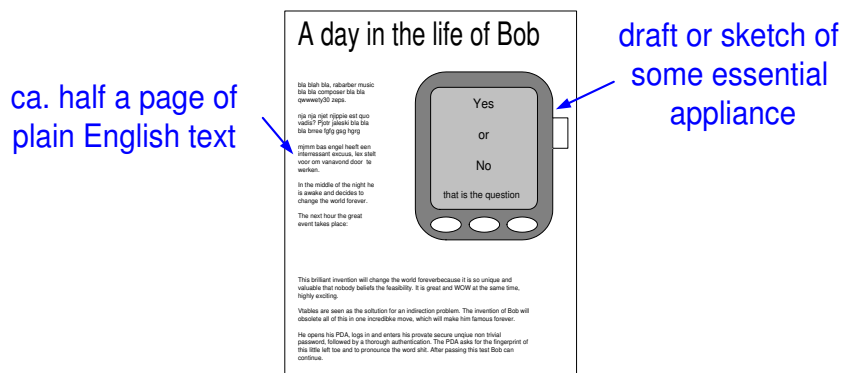 A day in the life of Bob
ca. half a page of
plain English text
draft or sketch of
some essential
appliance
bla blah bla, rabarber music
bla bla composer bla bla
qwwwety30 zeps.
nja nja njet njippie est quo
vadis? Pjotr jaleski bla bla
bla brree fgfg gsg hgrg
mjmm bas engel heeft een
interressant excuus, lex stelt
voor om vanavond door te
werken.
In the middle of the night he
is awake and decides to
change the world forever.
The next hour the great
event takes place:
Yes
or
No
that is the question
This brilliant invention will change the world foreverbecause it is so unique and
valuable that nobody beliefs the feasibility. It is great and WOW at the same time,
highly exciting.
Vtables are seen as the soltution for an indirection problem. The invention of Bob will
obsolete all of this in one incredibke move, which will make him famous forever.
He opens his PDA, logs in and enters his provate secure unqiue non trivial
password, followed by a thorough authentication. The PDA asks for the fingerprint of
this little left toe and to pronounce the word shit. After passing this test Bob can
continue.